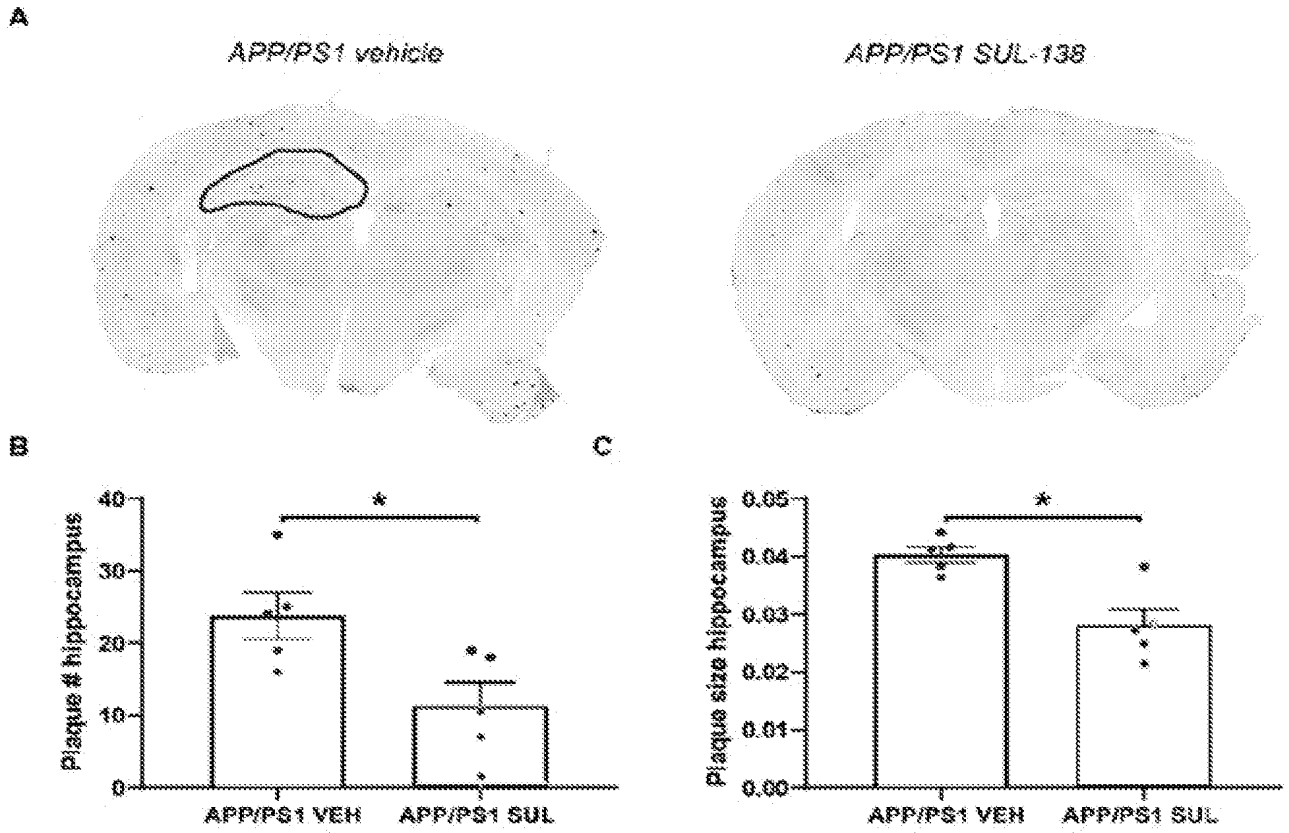 A
APP/PS1 vehicle
APP/PS1 SUL-138
B
C
Plaque # hippocampus
40
30
20
10
0
*
APP/PS1 VEH
APP/PS1 SUL
Plaque size hippocampus
0.05
0.04
0.03
0.02
0.01
0.00
*
APP/PS1 VEH
APP/PS1 SUL